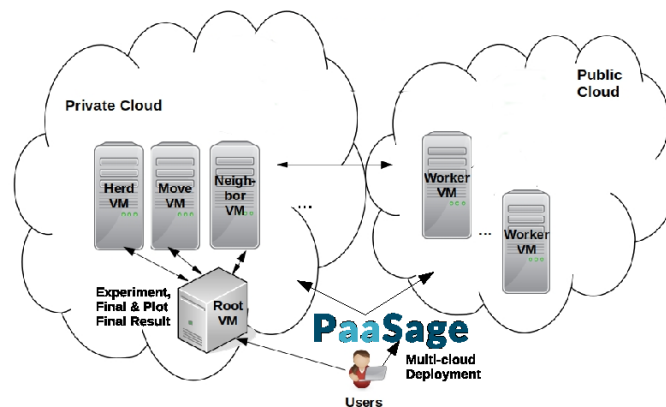 Private Cloud
Public
Cloud
Herd
VM
Move
VM
Neigh-
bor
VM
...
Worker
VM
...
Worker
VM
Experiment,
Final & Plot
Final Result
Root
VM
PaaSage
Multi-cloud
Deployment
Users